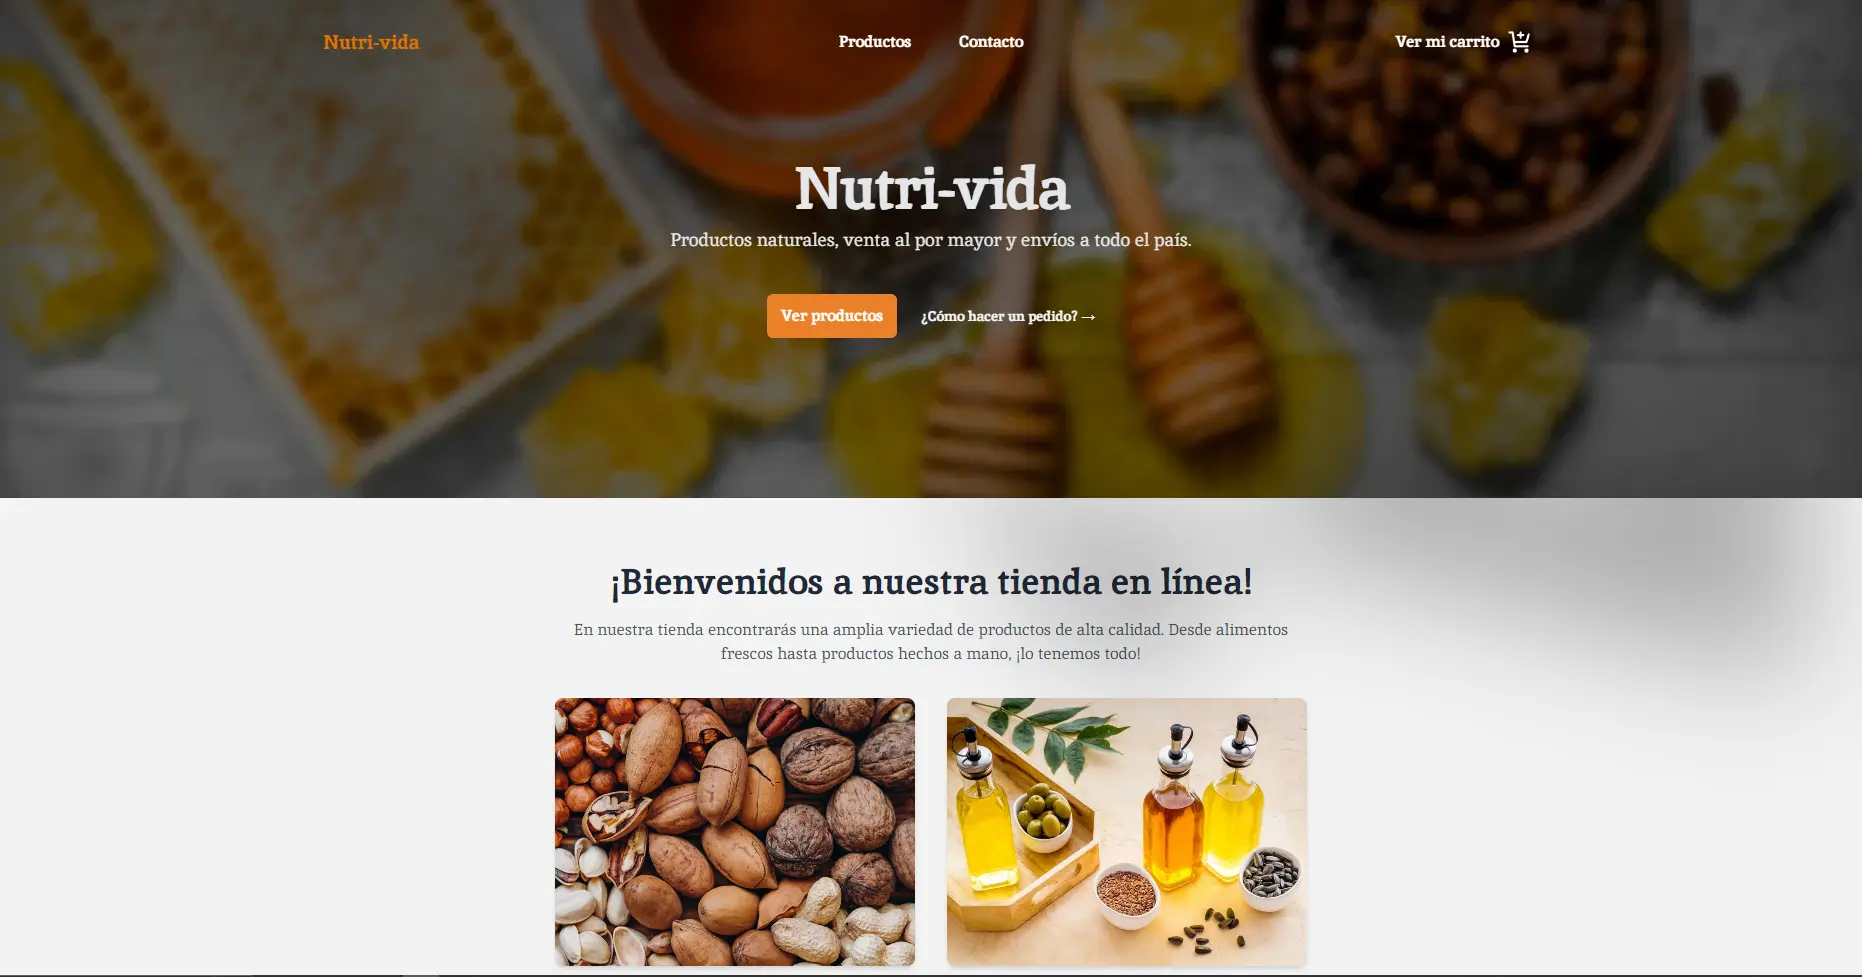 Nutri-vida
Productos
Contacto
Ver mi carrito
Nutri-vida
Productos naturales, venta al por mayor y envíos a todo el país.
Ver productos
¿Cómo hacer un pedido? →
¡Bienvenidos a nuestra tienda en línea!
En nuestra tienda encontrarás una amplia variedad de productos de alta calidad. Desde alimentos
frescos hasta productos hechos a mano, ¡lo tenemos todo!